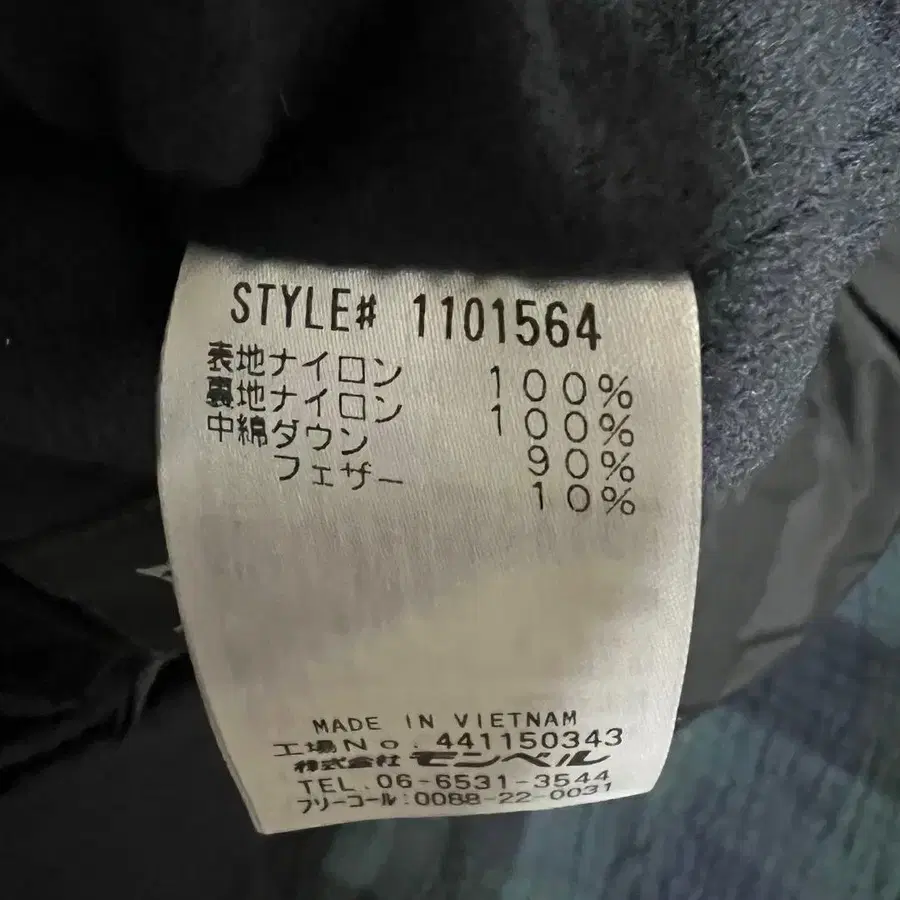 STYLE# 1101564
表地ナイロン 100%
裏地ナイロン 100%
中綿ダウン 90%
フェザー 10%
MADE IN VIETNAM
工場No. 441150343
株式会社 モンベル
TEL.06-6531-3544
フリーコール:0088-22-0031